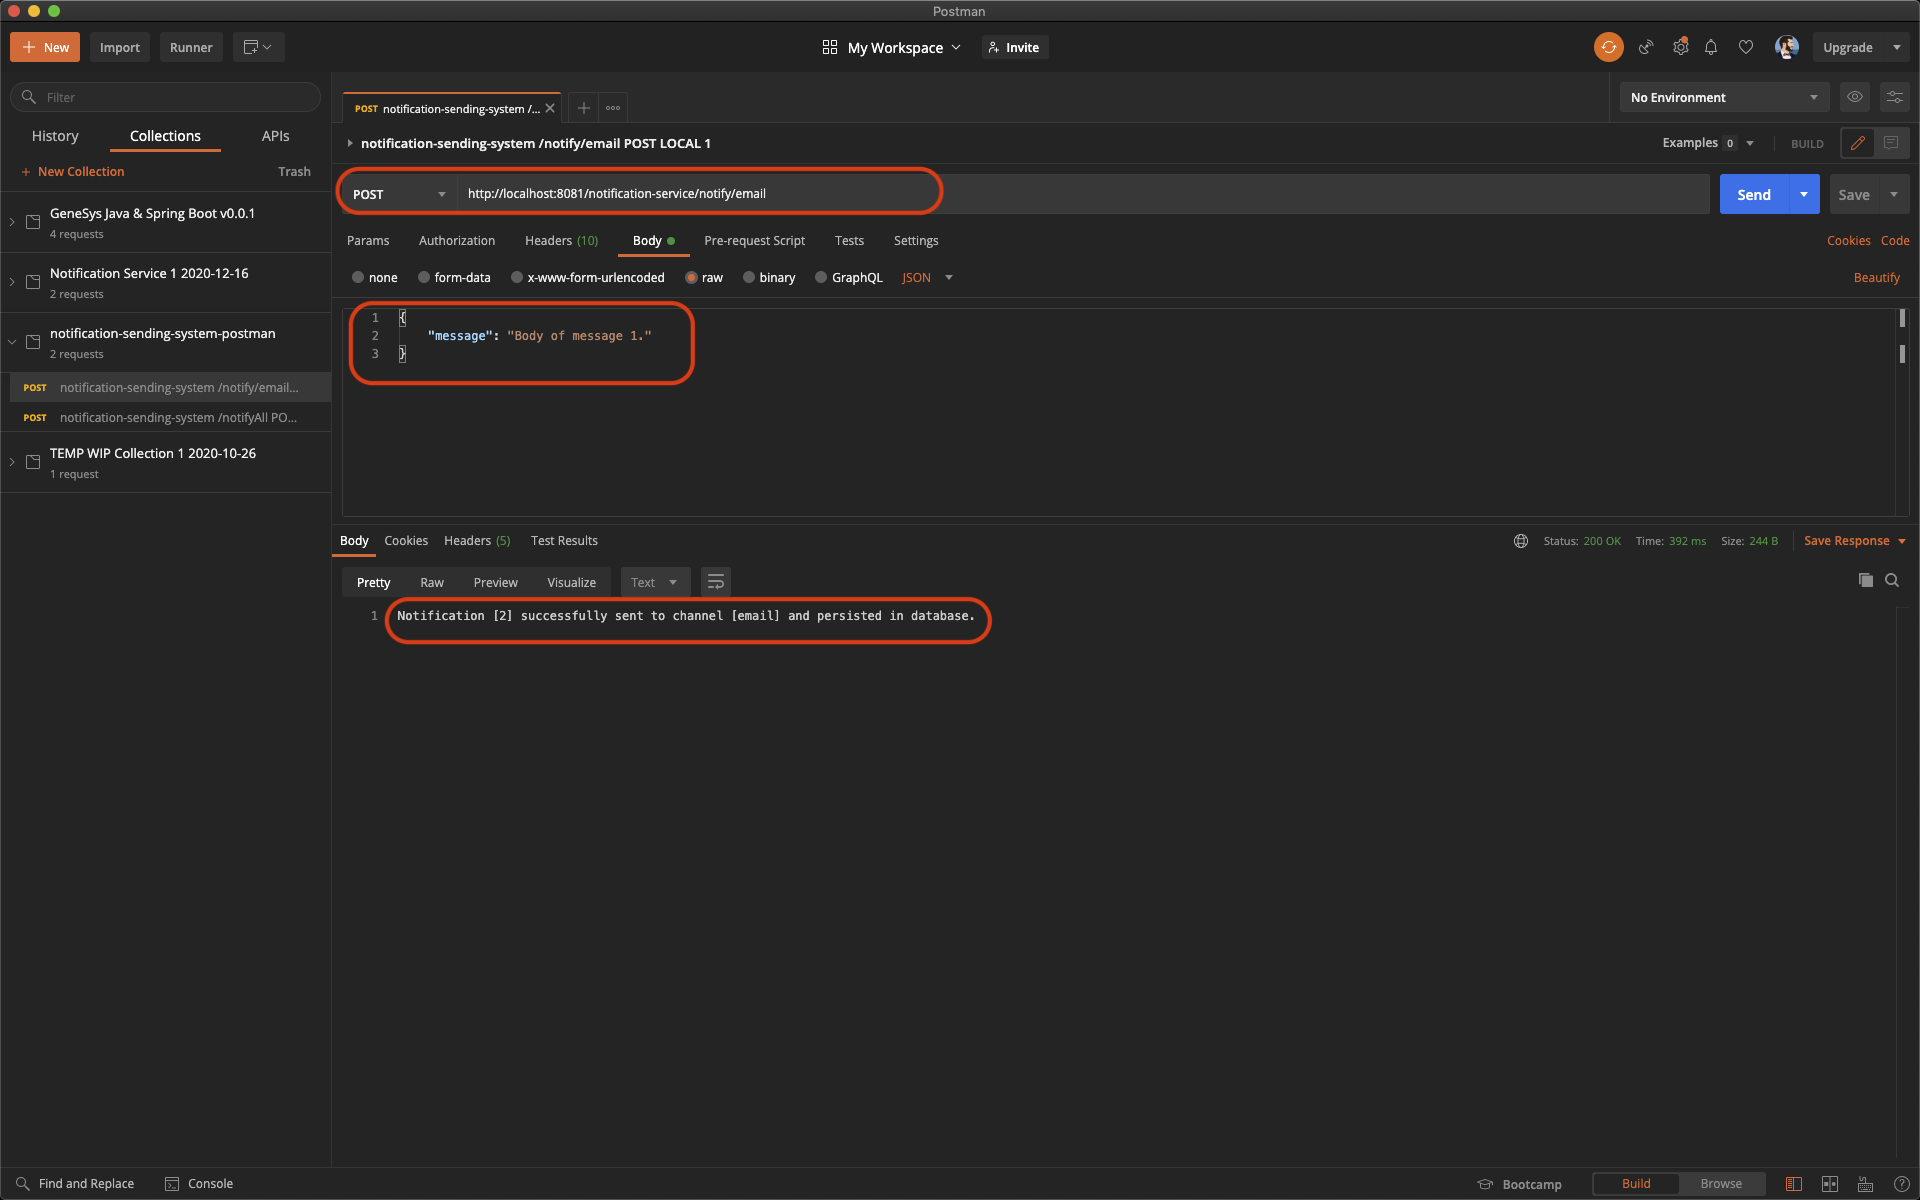 Postman
New
Import
Runner
My Workspace
Invite
Upgrade
Filter
History
Collections
APIs
New Collection
Trash
GeneSys Java & Spring Boot v0.0.1
4 requests
Notification Service 1 2020-12-16
2 requests
notification-sending-system-postman
2 requests
POST notification-sending-system /notify/email...
POST notification-sending-system /notifyAll PO...
TEMP WIP Collection 1 2020-10-26
1 request
POST notification-sending-system /...
No Environment
notification-sending-system /notify/email POST LOCAL 1
Examples 0
BUILD
POST
http://localhost:8081/notification-service/notify/email
Send
Save
Params
Authorization
Headers (10)
Body
Pre-request Script
Tests
Settings
Cookies
Code
none
form-data
x-www-form-urlencoded
raw
binary
GraphQL
JSON
Beautify
1 {
2 "message": "Body of message 1."
3 }
Body
Cookies
Headers (5)
Test Results
Status: 200 OK
Time: 392 ms
Size: 244 B
Save Response
Pretty
Raw
Preview
Visualize
Text
1 Notification [2] successfully sent to channel [email] and persisted in database.
Find and Replace
Console
Bootcamp
Build
Browse